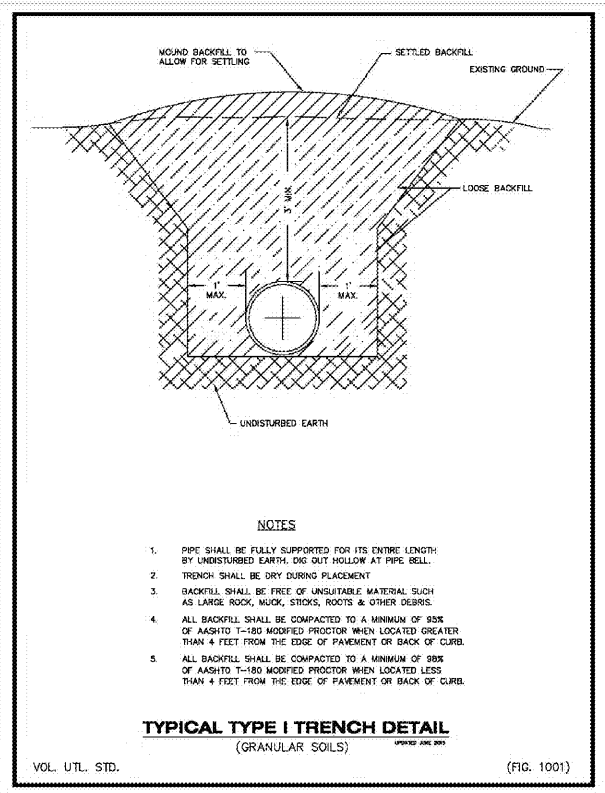 MOUND BACKFILL TO
ALLOW FOR SETTLING
SETTLED BACKFILL
EXISTING GROUND
LOOSE BACKFILL
3' MIN.
1'
MAX.
1'
MAX.
UNDISTURBED EARTH
NOTES
1. PIPE SHALL BE FULLY SUPPORTED FOR ITS ENTIRE LENGTH
BY UNDISTURBED EARTH. DIG OUT HOLLOW AT PIPE BELL.
2. TRENCH SHALL BE DRY DURING PLACEMENT
3. BACKFILL SHALL BE FREE OF UNSUITABLE MATERIAL SUCH
AS LARGE ROCK, MUCK, STICKS, ROOTS & OTHER DEBRIS.
4. ALL BACKFILL SHALL BE COMPACTED TO A MINIMUM OF 95%
OF AASHTO T-180 MODIFIED PROCTOR WHEN LOCATED GREATER
THAN 4 FEET FROM THE EDGE OF PAVEMENT OR BACK OF CURB.
5. ALL BACKFILL SHALL BE COMPACTED TO A MINIMUM OF 98%
OF AASHTO T-180 MODIFIED PROCTOR WHEN LOCATED LESS
THAN 4 FEET FROM THE EDGE OF PAVEMENT OR BACK OF CURB.
TYPICAL TYPE I TRENCH DETAIL
(GRANULAR SOILS)
UPDATED JUNE
VOL. UTL. STD.
(FIG. 1001)